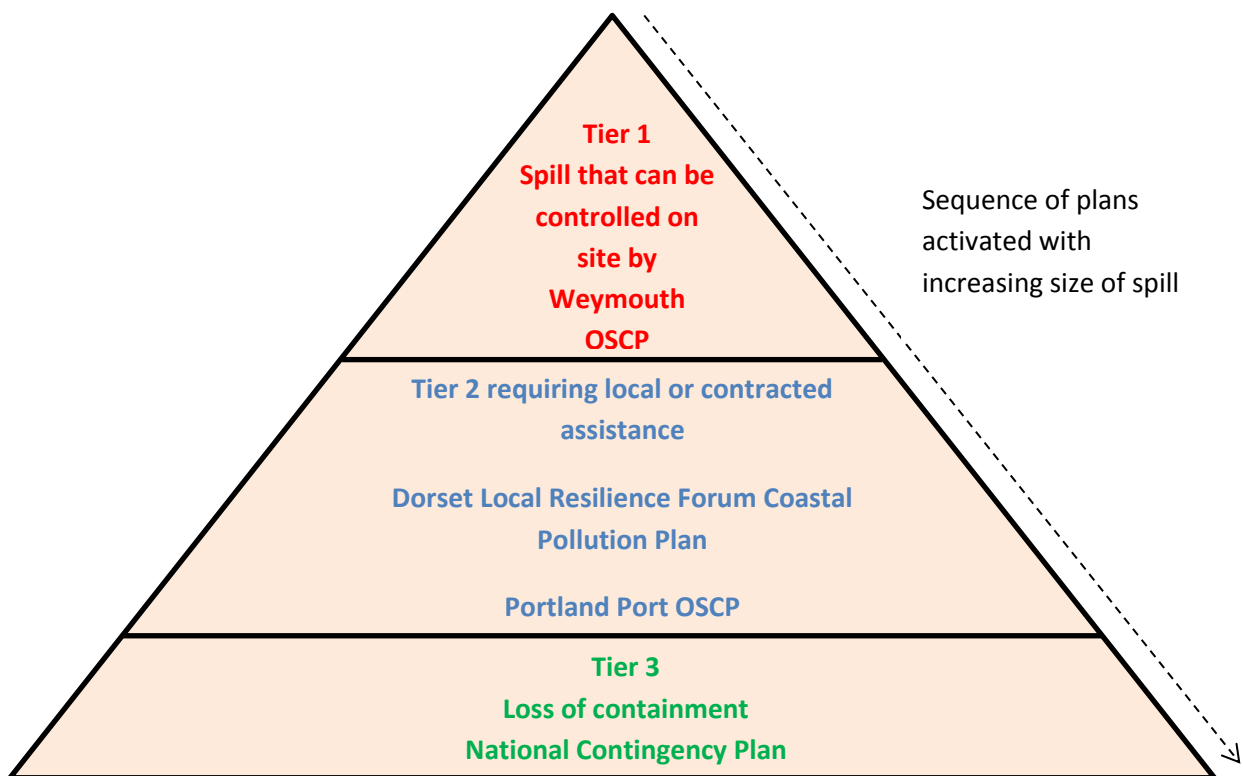 Tier 1
Spill that can be
controlled on
site by
Weymouth
OSCP
Sequence of plans
activated with
increasing size of spill
Tier 2 requiring local or contracted
assistance
Dorset Local Resilience Forum Coastal
Pollution Plan
Portland Port OSCP
Tier 3
Loss of containment
National Contingency Plan